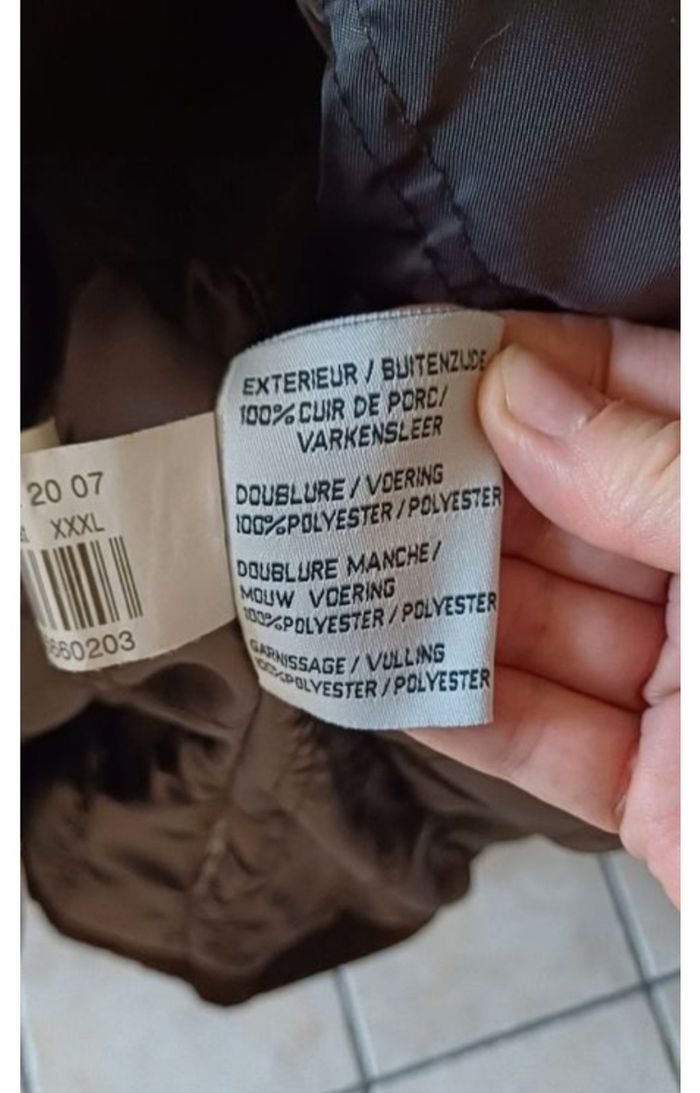 EXTERIEUR / BUITENZIJDE
100% CUIR DE PORC/
VARKENSLEER
DOUBLURE / VOERING
100%POLYESTER / POLYESTER
DOUBLURE MANCHE/
MOUW VOERING
100%POLYESTER / POLYESTER
GARNISSAGE / VULLING
100%POLYESTER / POLYESTER
20 07
XXXL
660203